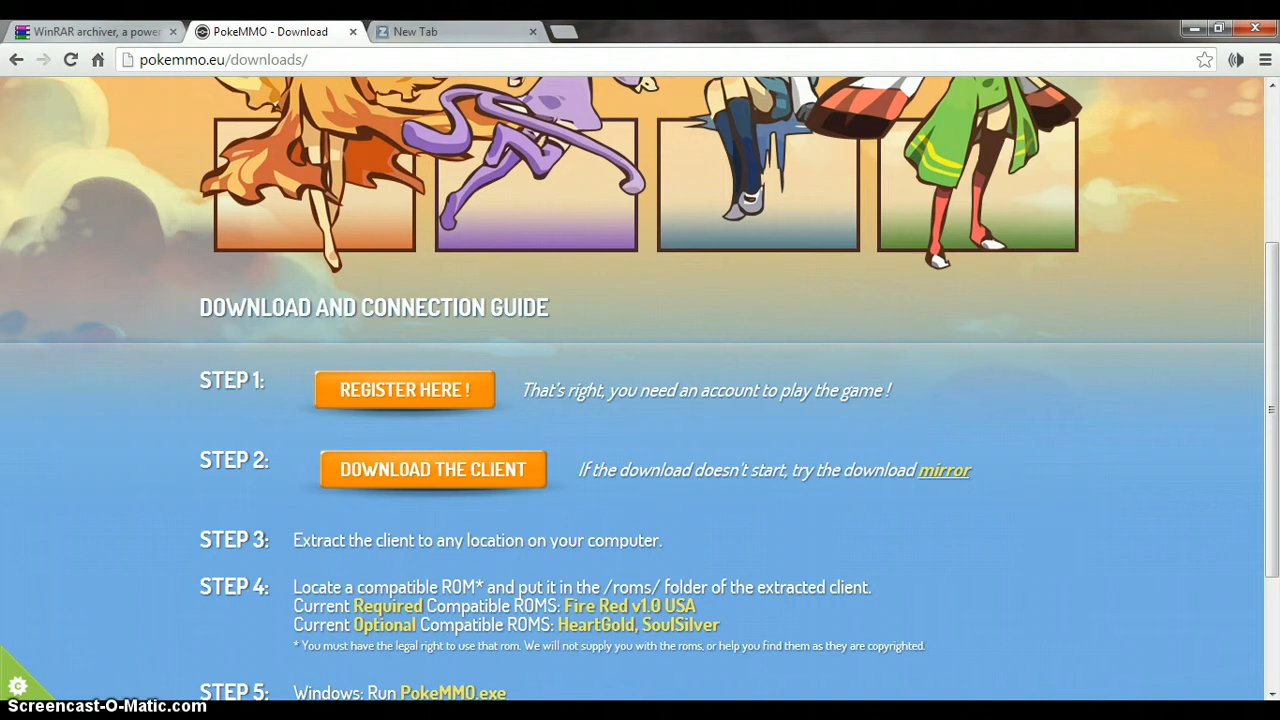 WinRAR archiver, a power
PokeMMO - Download
New Tab
pokemmo.eu/downloads/
DOWNLOAD AND CONNECTION GUIDE
STEP 1:
REGISTER HERE !
That's right, you need an account to play the game !
STEP 2:
DOWNLOAD THE CLIENT
If the download doesn't start, try the download mirror
STEP 3:
Extract the client to any location on your computer.
STEP 4:
Locate a compatible ROM* and put it in the /roms/ folder of the extracted client.
Current Required Compatible ROMS: Fire Red v1.0 USA
Current Optional Compatible ROMS: HeartGold, SoulSilver
* You must have the legal right to use that rom. We will not supply you with the roms, or help you find them as they are copyrighted.
STEP 5:
Windows: Run PokeMMO.exe
Screencast-O-Matic.com